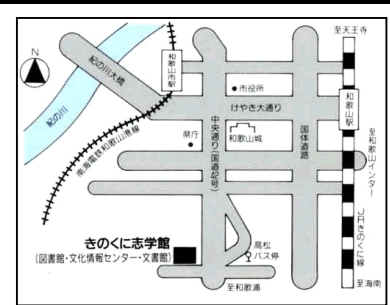 至天王寺
N
紀の川大橋
和歌山市駅
市役所
けやき大通り
和歌山駅
紀の川
中央通り(国道42号)
県庁
和歌山城
国体道路
南海電鉄和歌山港線
至和歌山インター
きのくに志学館
(図書館・文化情報センター・文書館)
高松
バス停
JRきのくに線
至和歌浦
至海南